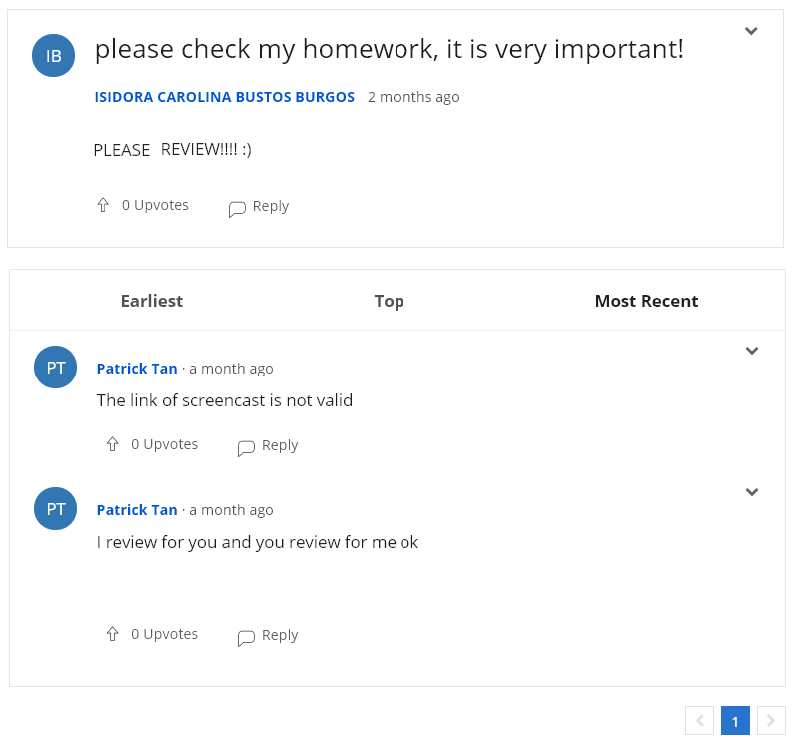 IB
please check my homework, it is very important!
ISIDORA CAROLINA BUSTOS BURGOS 2 months ago
PLEASE REVIEW!!!! :)
0 Upvotes Reply
Earliest Top Most Recent
PT
Patrick Tan · a month ago
The link of screencast is not valid
0 Upvotes Reply
PT
Patrick Tan · a month ago
I review for you and you review for me ok
0 Upvotes Reply
1